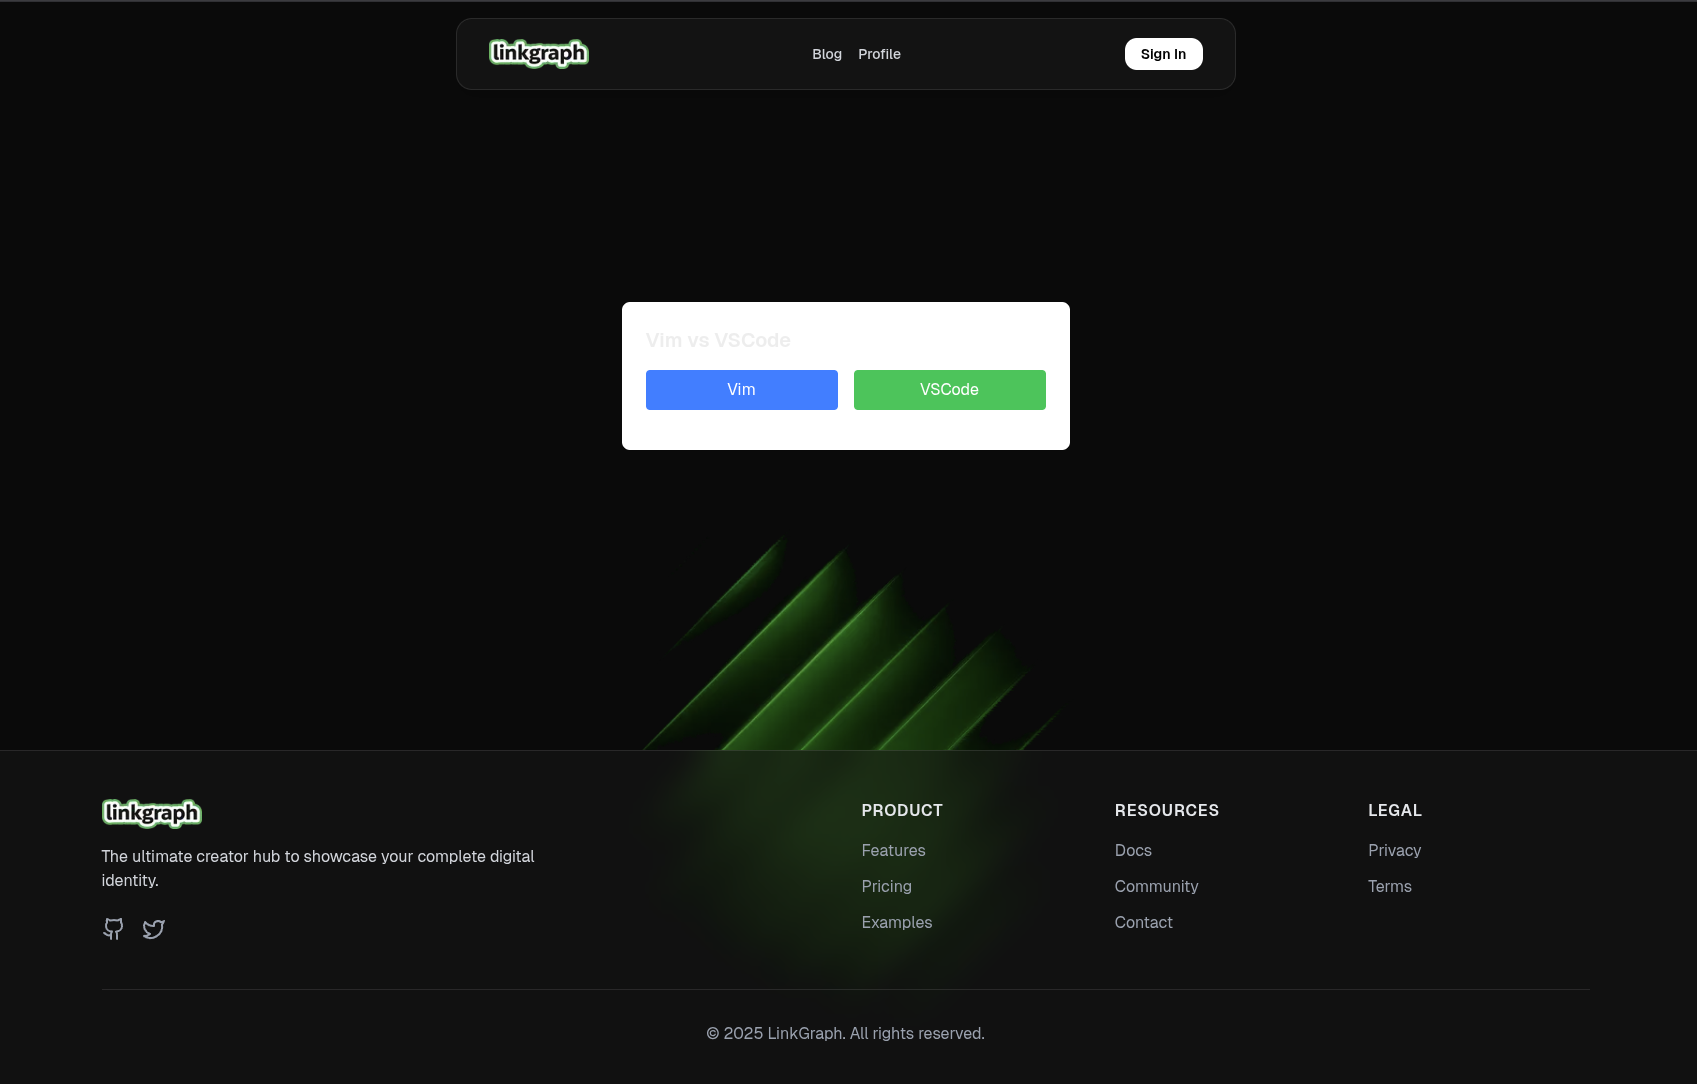 linkgraph
Blog Profile
Sign In
Vim vs VSCode
Vim
VSCode
linkgraph
The ultimate creator hub to showcase your complete digital
identity.
PRODUCT
Features
Pricing
Examples
RESOURCES
Docs
Community
Contact
LEGAL
Privacy
Terms
© 2025 LinkGraph. All rights reserved.